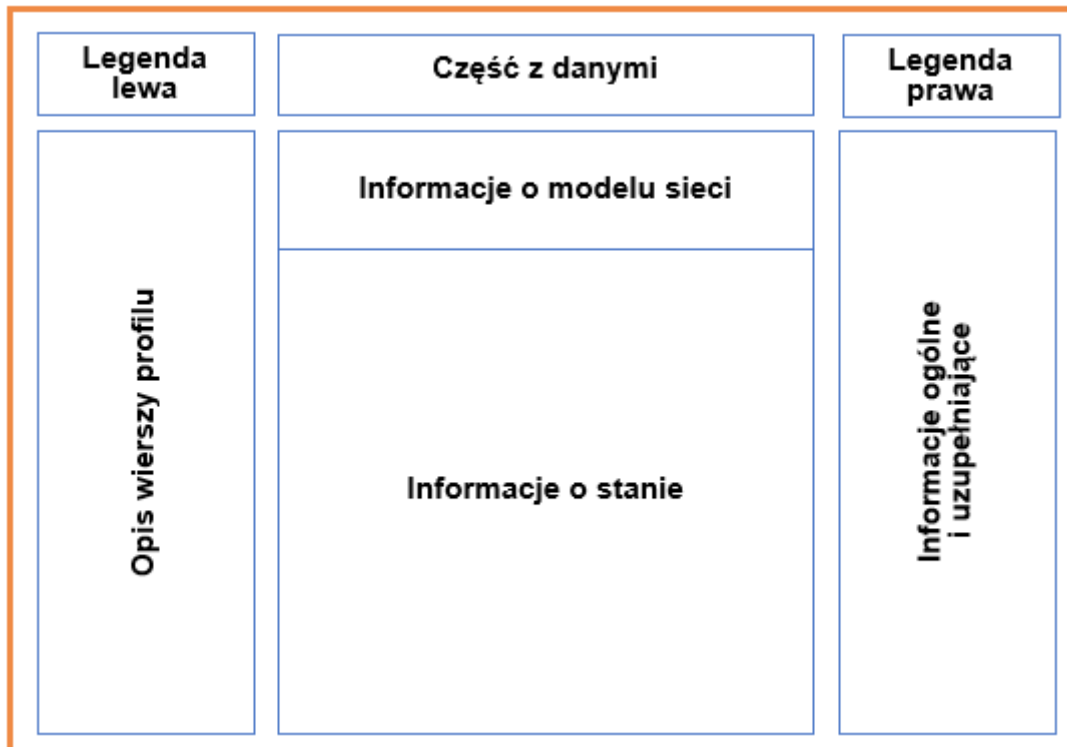 Legenda
lewa
Część z danymi
Legenda
prawa
Opis wierszy profilu
Informacje o modelu sieci
Informacje o stanie
Informacje ogólne
i uzupełniające